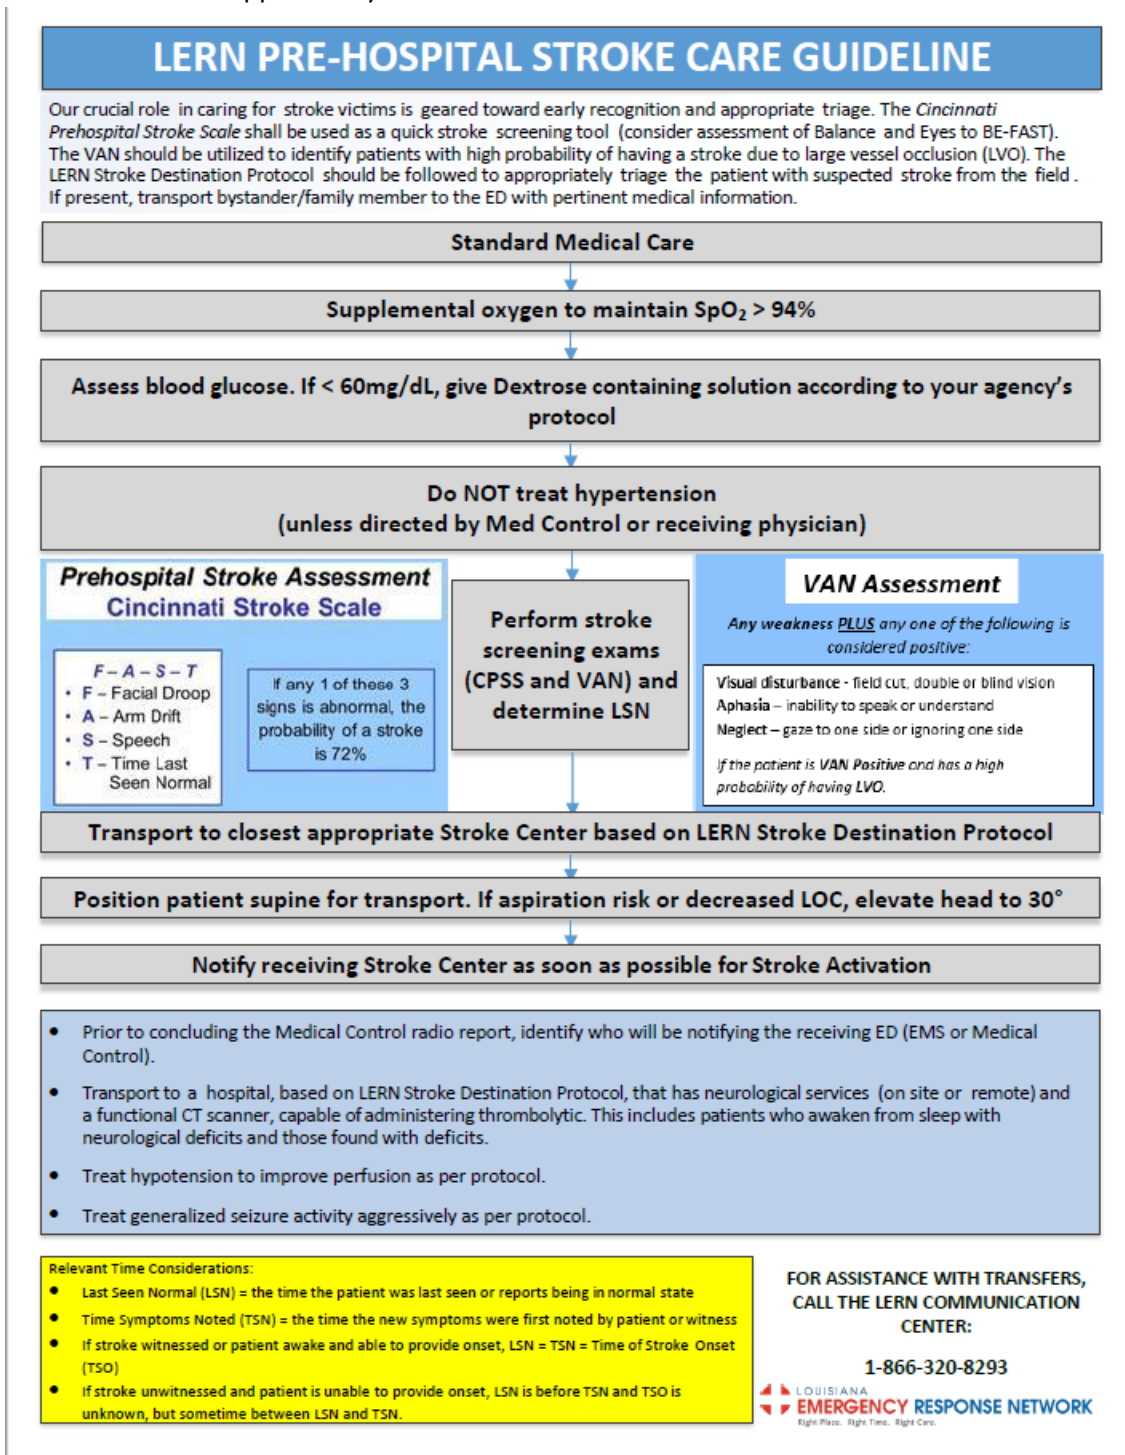 LERN PRE-HOSPITAL STROKE CARE GUIDELINE
Our crucial role in caring for stroke victims is geared toward early recognition and appropriate triage. The Cincinnati
Prehospital Stroke Scale shall be used as a quick stroke screening tool (consider assessment of Balance and Eyes to BE-FAST).
The VAN should be utilized to identify patients with high probability of having a stroke due to large vessel occlusion (LVO). The
LERN Stroke Destination Protocol should be followed to appropriately triage the patient with suspected stroke from the field .
If present, transport bystander/family member to the ED with pertinent medical information.
Standard Medical Care
Supplemental oxygen to maintain SpO₂ > 94%
Assess blood glucose. If < 60mg/dL, give Dextrose containing solution according to your agency's
protocol
Do NOT treat hypertension
(unless directed by Med Control or receiving physician)
Prehospital Stroke Assessment
Cincinnati Stroke Scale
F – A – S – T
• F – Facial Droop
• A – Arm Drift
• S – Speech
• T – Time Last
Seen Normal
If any 1 of these 3
signs is abnormal, the
probability of a stroke
is 72%
Perform stroke
screening exams
(CPSS and VAN) and
determine LSN
VAN Assessment
Any weakness PLUS any one of the following is
considered positive:
Visual disturbance - field cut, double or blind vision
Aphasia – inability to speak or understand
Neglect – gaze to one side or ignoring one side
If the patient is VAN Positive and has a high
probability of having LVO.
Transport to closest appropriate Stroke Center based on LERN Stroke Destination Protocol
Position patient supine for transport. If aspiration risk or decreased LOC, elevate head to 30°
Notify receiving Stroke Center as soon as possible for Stroke Activation
• Prior to concluding the Medical Control radio report, identify who will be notifying the receiving ED (EMS or Medical
Control).
• Transport to a hospital, based on LERN Stroke Destination Protocol, that has neurological services (on site or remote) and
a functional CT scanner, capable of administering thrombolytic. This includes patients who awaken from sleep with
neurological deficits and those found with deficits.
• Treat hypotension to improve perfusion as per protocol.
• Treat generalized seizure activity aggressively as per protocol.
Relevant Time Considerations:
• Last Seen Normal (LSN) = the time the patient was last seen or reports being in normal state
• Time Symptoms Noted (TSN) = the time the new symptoms were first noted by patient or witness
• If stroke witnessed or patient awake and able to provide onset, LSN = TSN = Time of Stroke Onset
(TSO)
• If stroke unwitnessed and patient is unable to provide onset, LSN is before TSN and TSO is
unknown, but sometime between LSN and TSN.
FOR ASSISTANCE WITH TRANSFERS,
CALL THE LERN COMMUNICATION
CENTER:
1-866-320-8293
LOUISIANA
EMERGENCY RESPONSE NETWORK
Right Place. Right Time. Right Care.